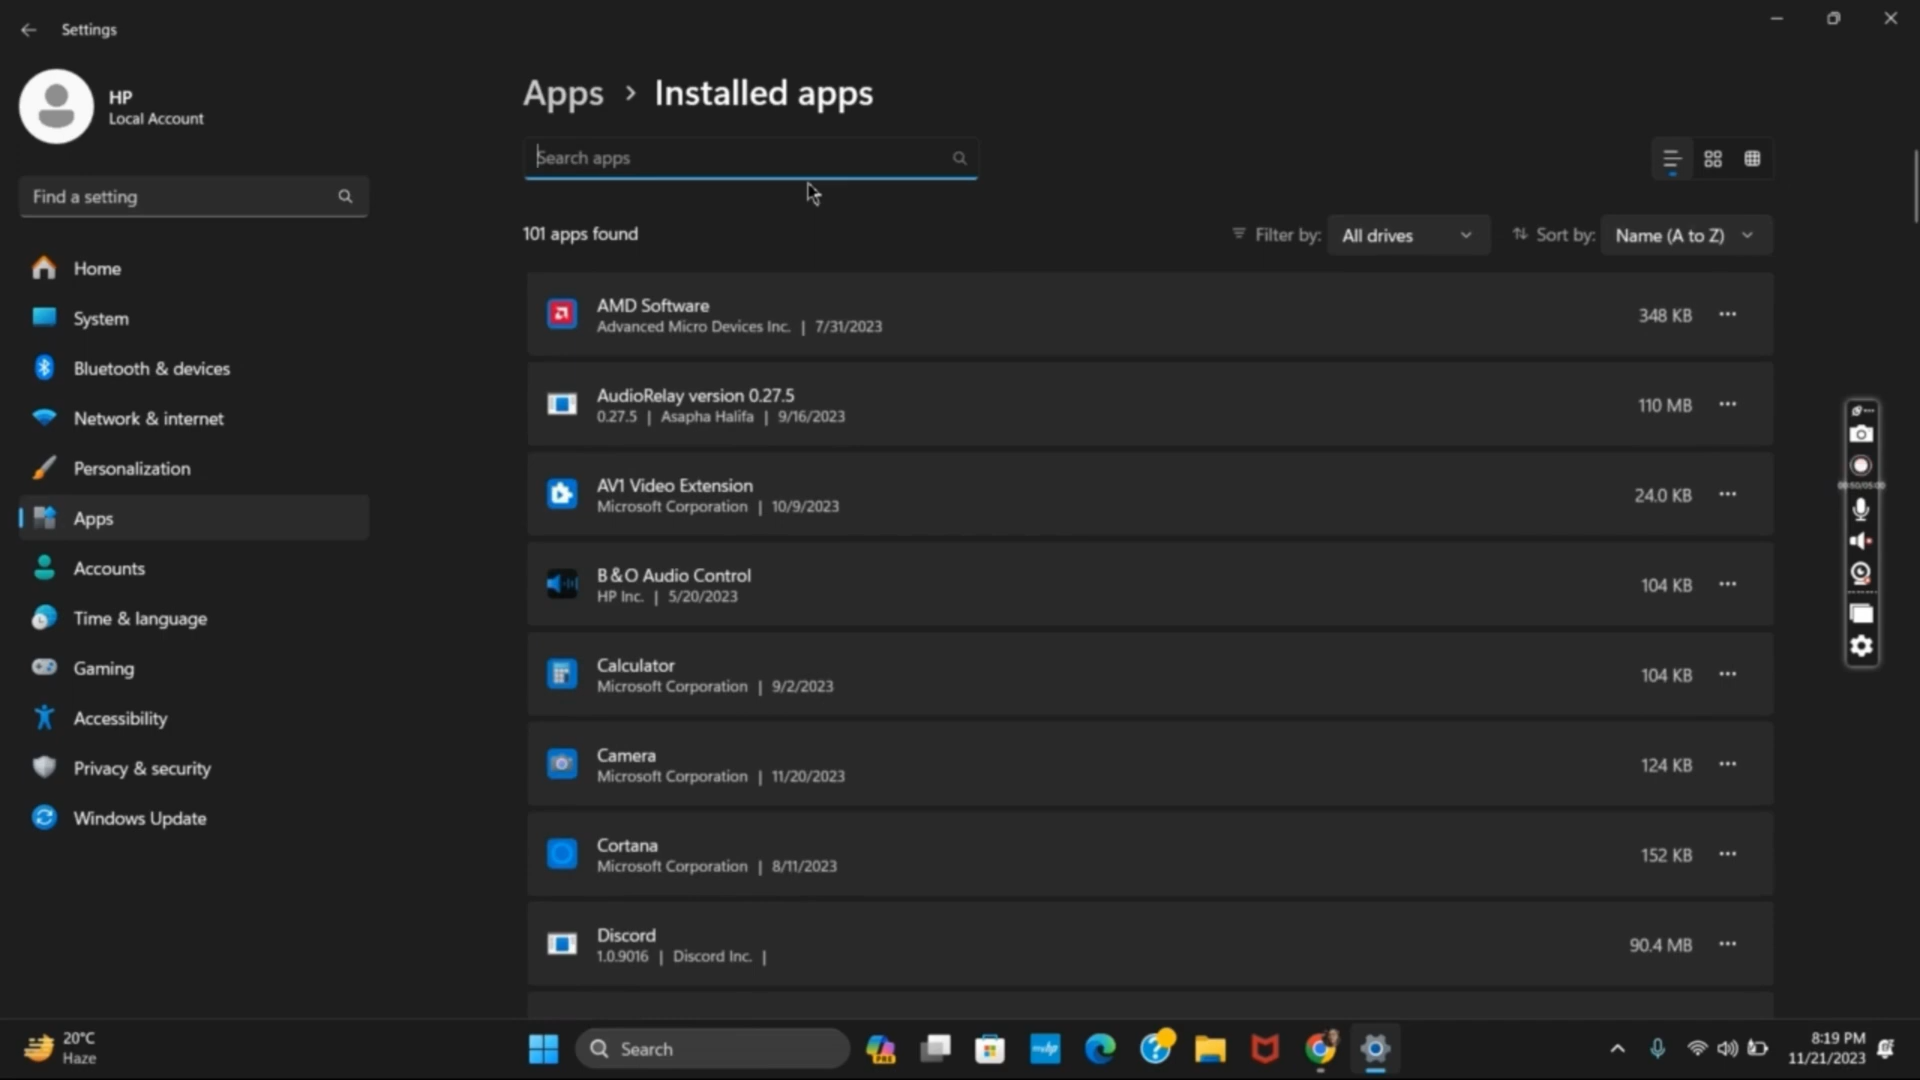 Settings
HP
Local Account
Find a setting
Home
System
Bluetooth & devices
Network & internet
Personalization
Apps
Accounts
Time & language
Gaming
Accessibility
Privacy & security
Windows Update
Apps > Installed apps
Search apps
101 apps found
Filter by: All drives
Sort by: Name (A to Z)
AMD Software
Advanced Micro Devices Inc. | 7/31/2023
348 KB
AudioRelay version 0.27.5
0.27.5 | Asapha Halifa | 9/16/2023
110 MB
AV1 Video Extension
Microsoft Corporation | 10/9/2023
24.0 KB
B&O Audio Control
HP Inc. | 5/20/2023
104 KB
Calculator
Microsoft Corporation | 9/2/2023
104 KB
Camera
Microsoft Corporation | 11/20/2023
124 KB
Cortana
Microsoft Corporation | 8/11/2023
152 KB
Discord
1.0.9016 | Discord Inc. |
90.4 MB
20°C
Haze
Search
PRE
8:19 PM
11/21/2023